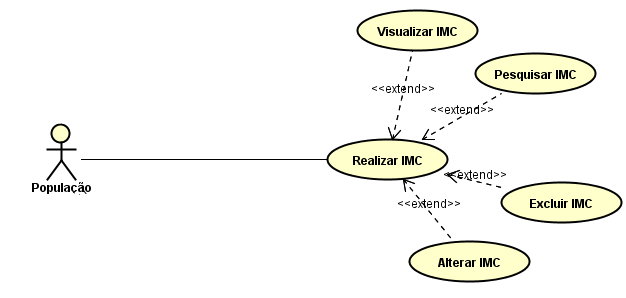 Visualizar IMC
Pesquisar IMC
<<extend>>
<<extend>>
Realizar IMC
População
<<extend>>
Excluir IMC
<<extend>>
Alterar IMC